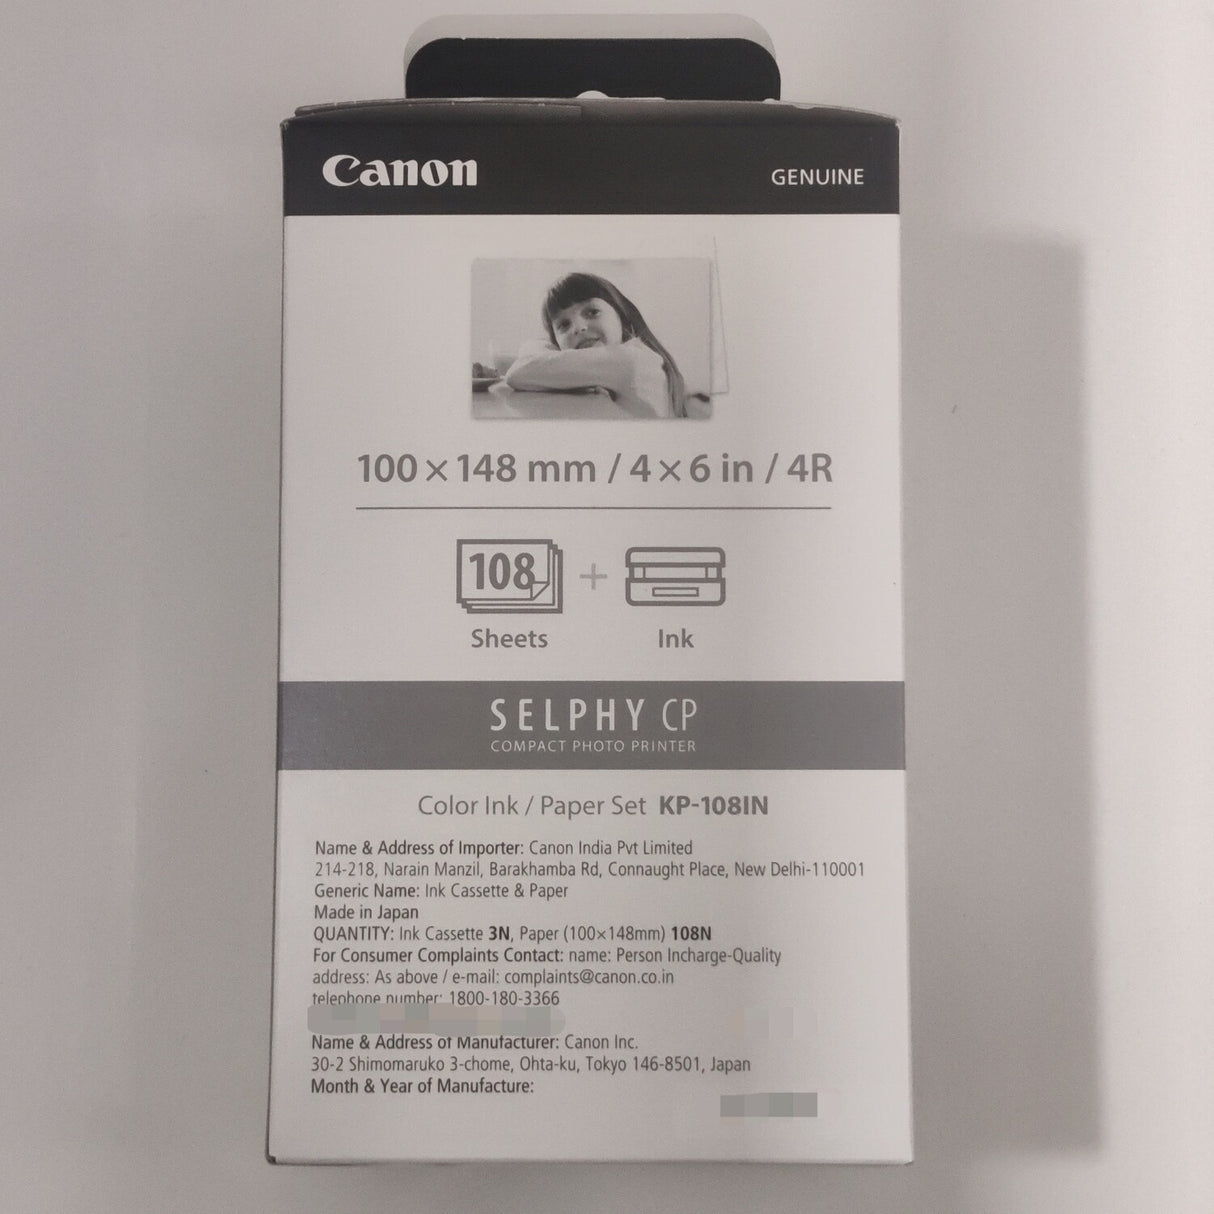 Canon
GENUINE
100 × 148 mm / 4 × 6 in / 4R
108
+
Sheets
Ink
SELPHY CP
COMPACT PHOTO PRINTER
Color Ink / Paper Set KP-108IN
Name & Address of Importer: Canon India Pvt Limited
214-218, Narain Manzil, Barakhamba Rd, Connaught Place, New Delhi-110001
Generic Name: Ink Cassette & Paper
Made in Japan
QUANTITY: Ink Cassette 3N, Paper (100×148mm) 108N
For Consumer Complaints Contact: name: Person Incharge-Quality
address: As above / e-mail: complaints@canon.co.in
telephone number: 1800-180-3366
Name & Address of Manufacturer: Canon Inc.
30-2 Shimomaruko 3-chome, Ohta-ku, Tokyo 146-8501, Japan
Month & Year of Manufacture: